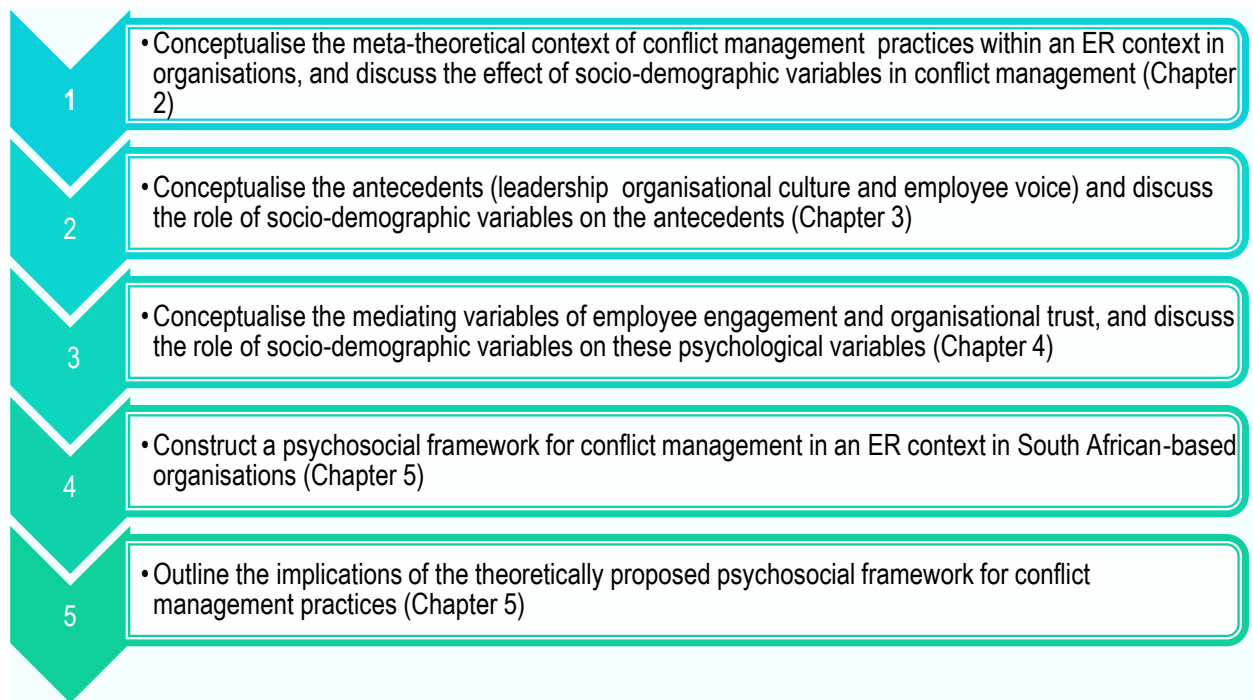 1
• Conceptualise the meta-theoretical context of conflict management practices within an ER context in
organisations, and discuss the effect of socio-demographic variables in conflict management (Chapter
2)
2
• Conceptualise the antecedents (leadership organisational culture and employee voice) and discuss
the role of socio-demographic variables on the antecedents (Chapter 3)
3
• Conceptualise the mediating variables of employee engagement and organisational trust, and discuss
the role of socio-demographic variables on these psychological variables (Chapter 4)
4
• Construct a psychosocial framework for conflict management in an ER context in South African-based
organisations (Chapter 5)
5
• Outline the implications of the theoretically proposed psychosocial framework for conflict
management practices (Chapter 5)